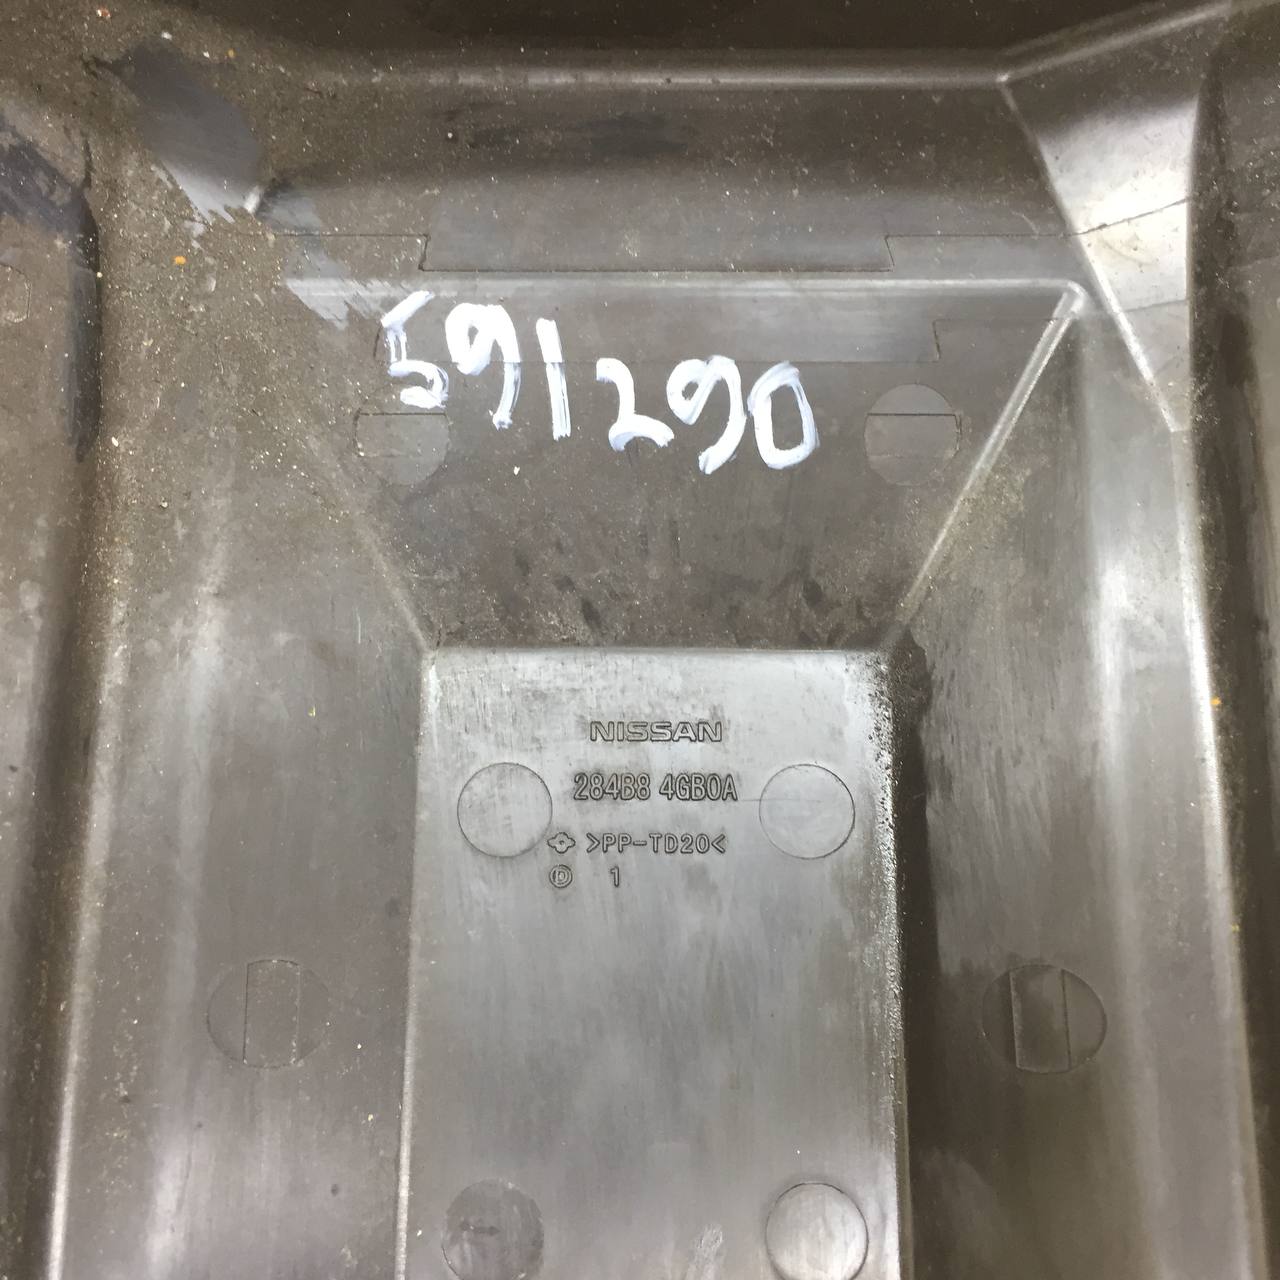 591290
NISSAN
284B8 4GB0A
>PP-TD20<
D 1